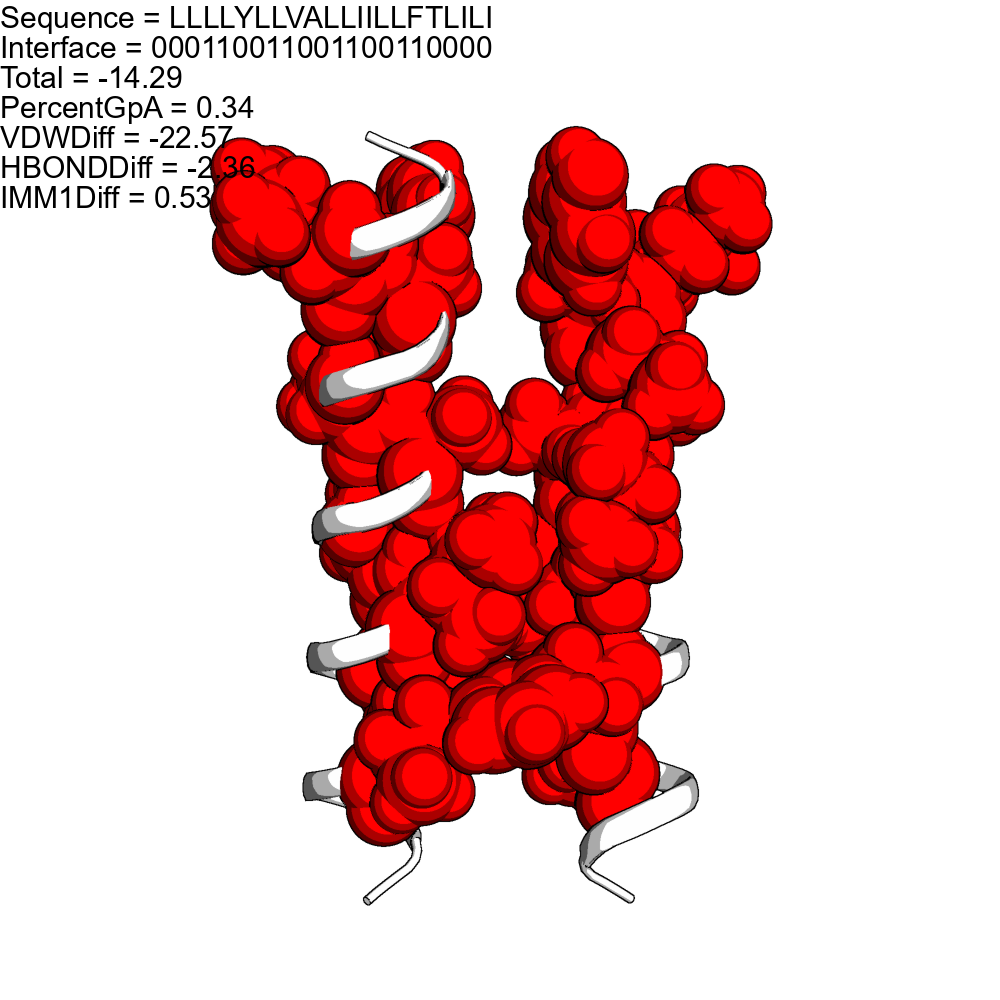 Sequence = LLLLYLLVALLIILLFTLILI
Interface = 000110011001100110000
Total = -14.29
PercentGpA = 0.34
VDWDiff = -22.57
HBONDDiff = -2.36
IMM1Diff = 0.53